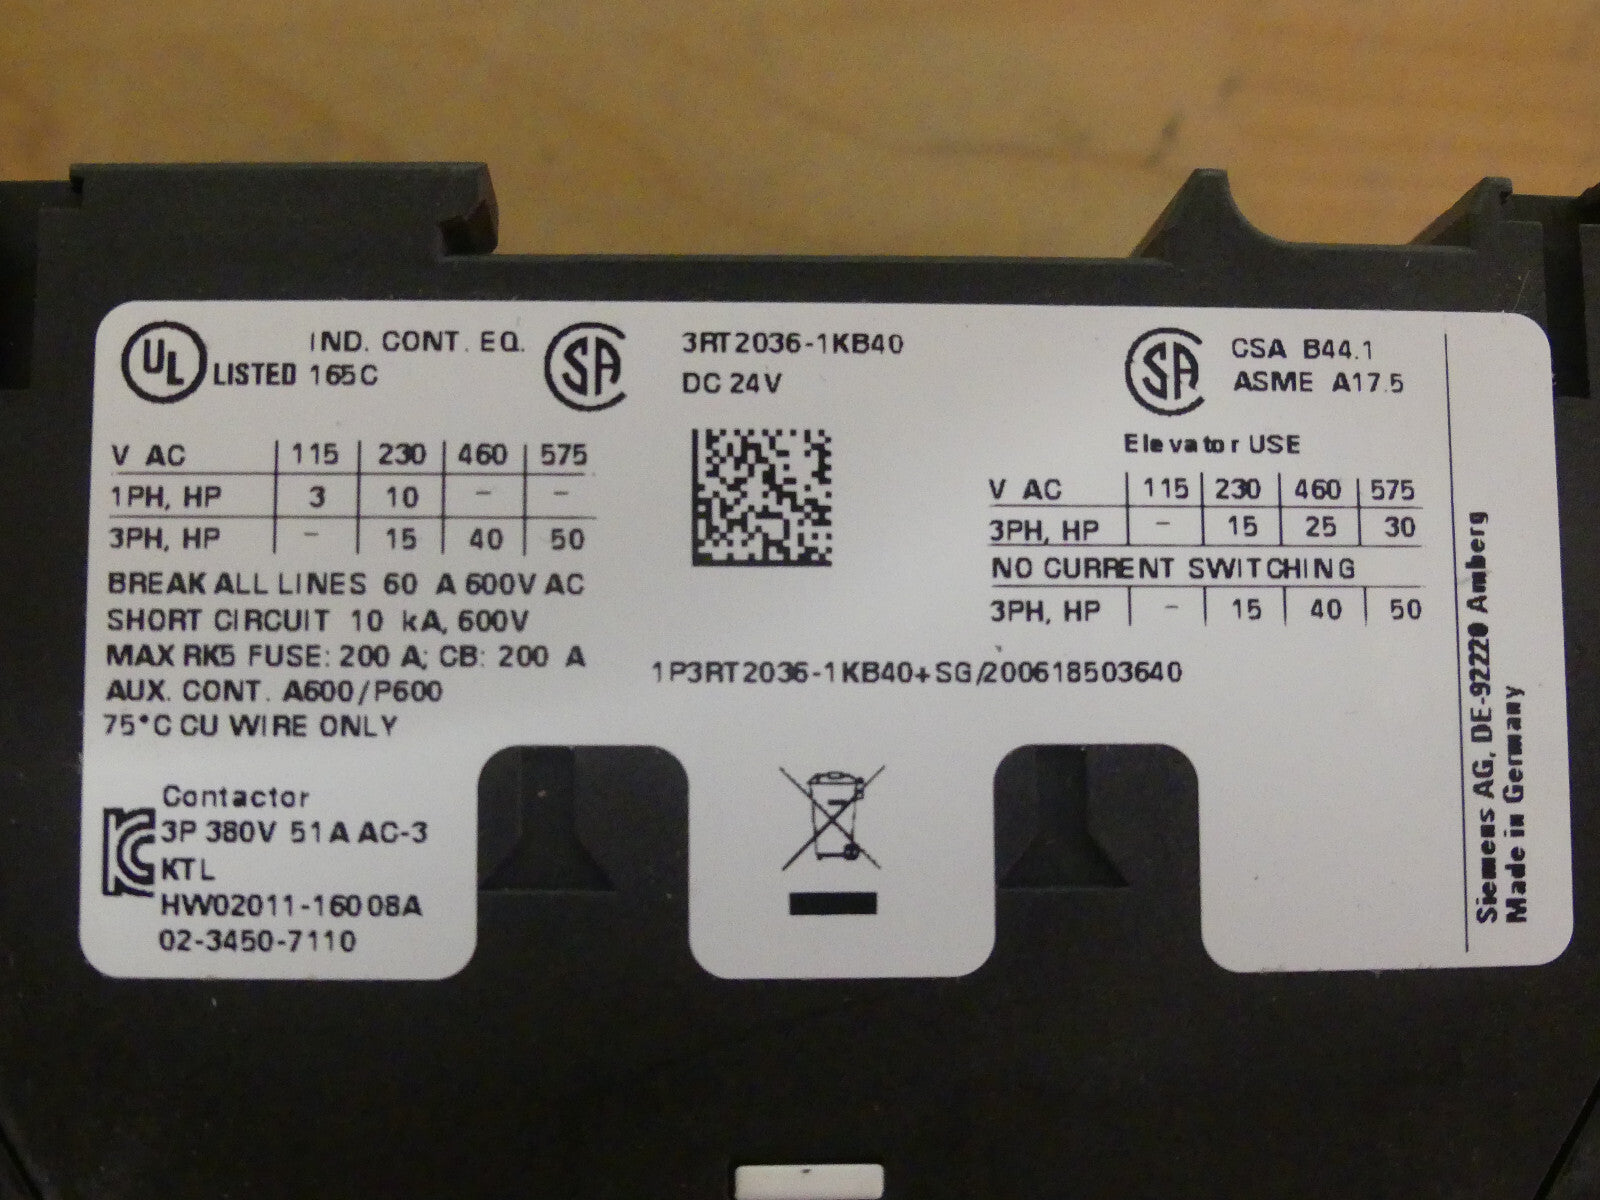 UL LISTED IND. CONT. EQ.
165C
SA
3RT2036-1KB40
DC 24V
SA
CSA B44.1
ASME A17.5
V AC 115 230 460 575
1PH, HP 3 10 - -
3PH, HP - 15 40 50
BREAK ALL LINES 60 A 600V AC
SHORT CIRCUIT 10 kA, 600V
MAX RK5 FUSE: 200 A; CB: 200 A
AUX. CONT. A600/P600
75°C CU WIRE ONLY
Elevator USE
V AC 115 230 460 575
3PH, HP - 15 25 30
NO CURRENT SWITCHING
3PH, HP - 15 40 50
1P3RT2036-1KB40+SG/200618503640
Contactor
3P 380V 51A AC-3
KTL
HW02011-16008A
02-3450-7110
Siemens AG, DE-92220 Amberg
Made in Germany